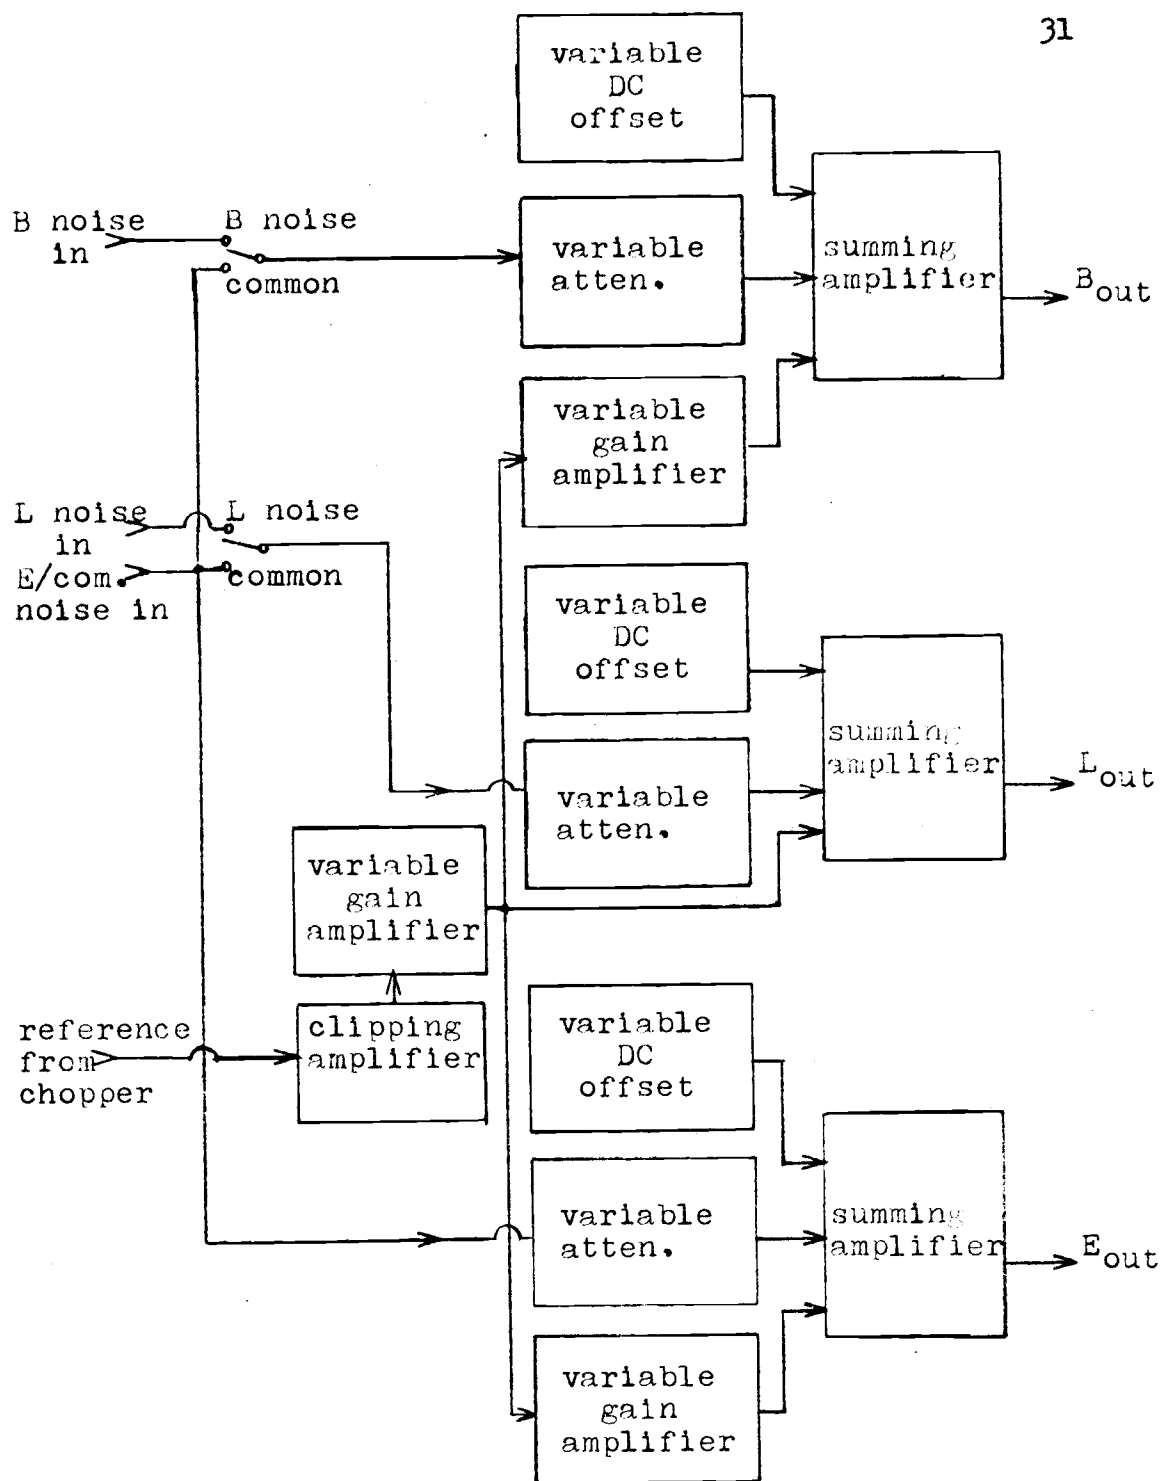 31
variable
DC
offset
B noise
in
B noise
common
variable
atten.
summing
amplifier
Bout
variable
gain
amplifier
L noise
in
L noise
E/com.
noise in
common
variable
DC
offset
summing
amplifier
Lout
variable
atten.
variable
gain
amplifier
reference
from
chopper
clipping
amplifier
variable
DC
offset
variable
atten.
summing
amplifier
Eout
variable
gain
amplifier